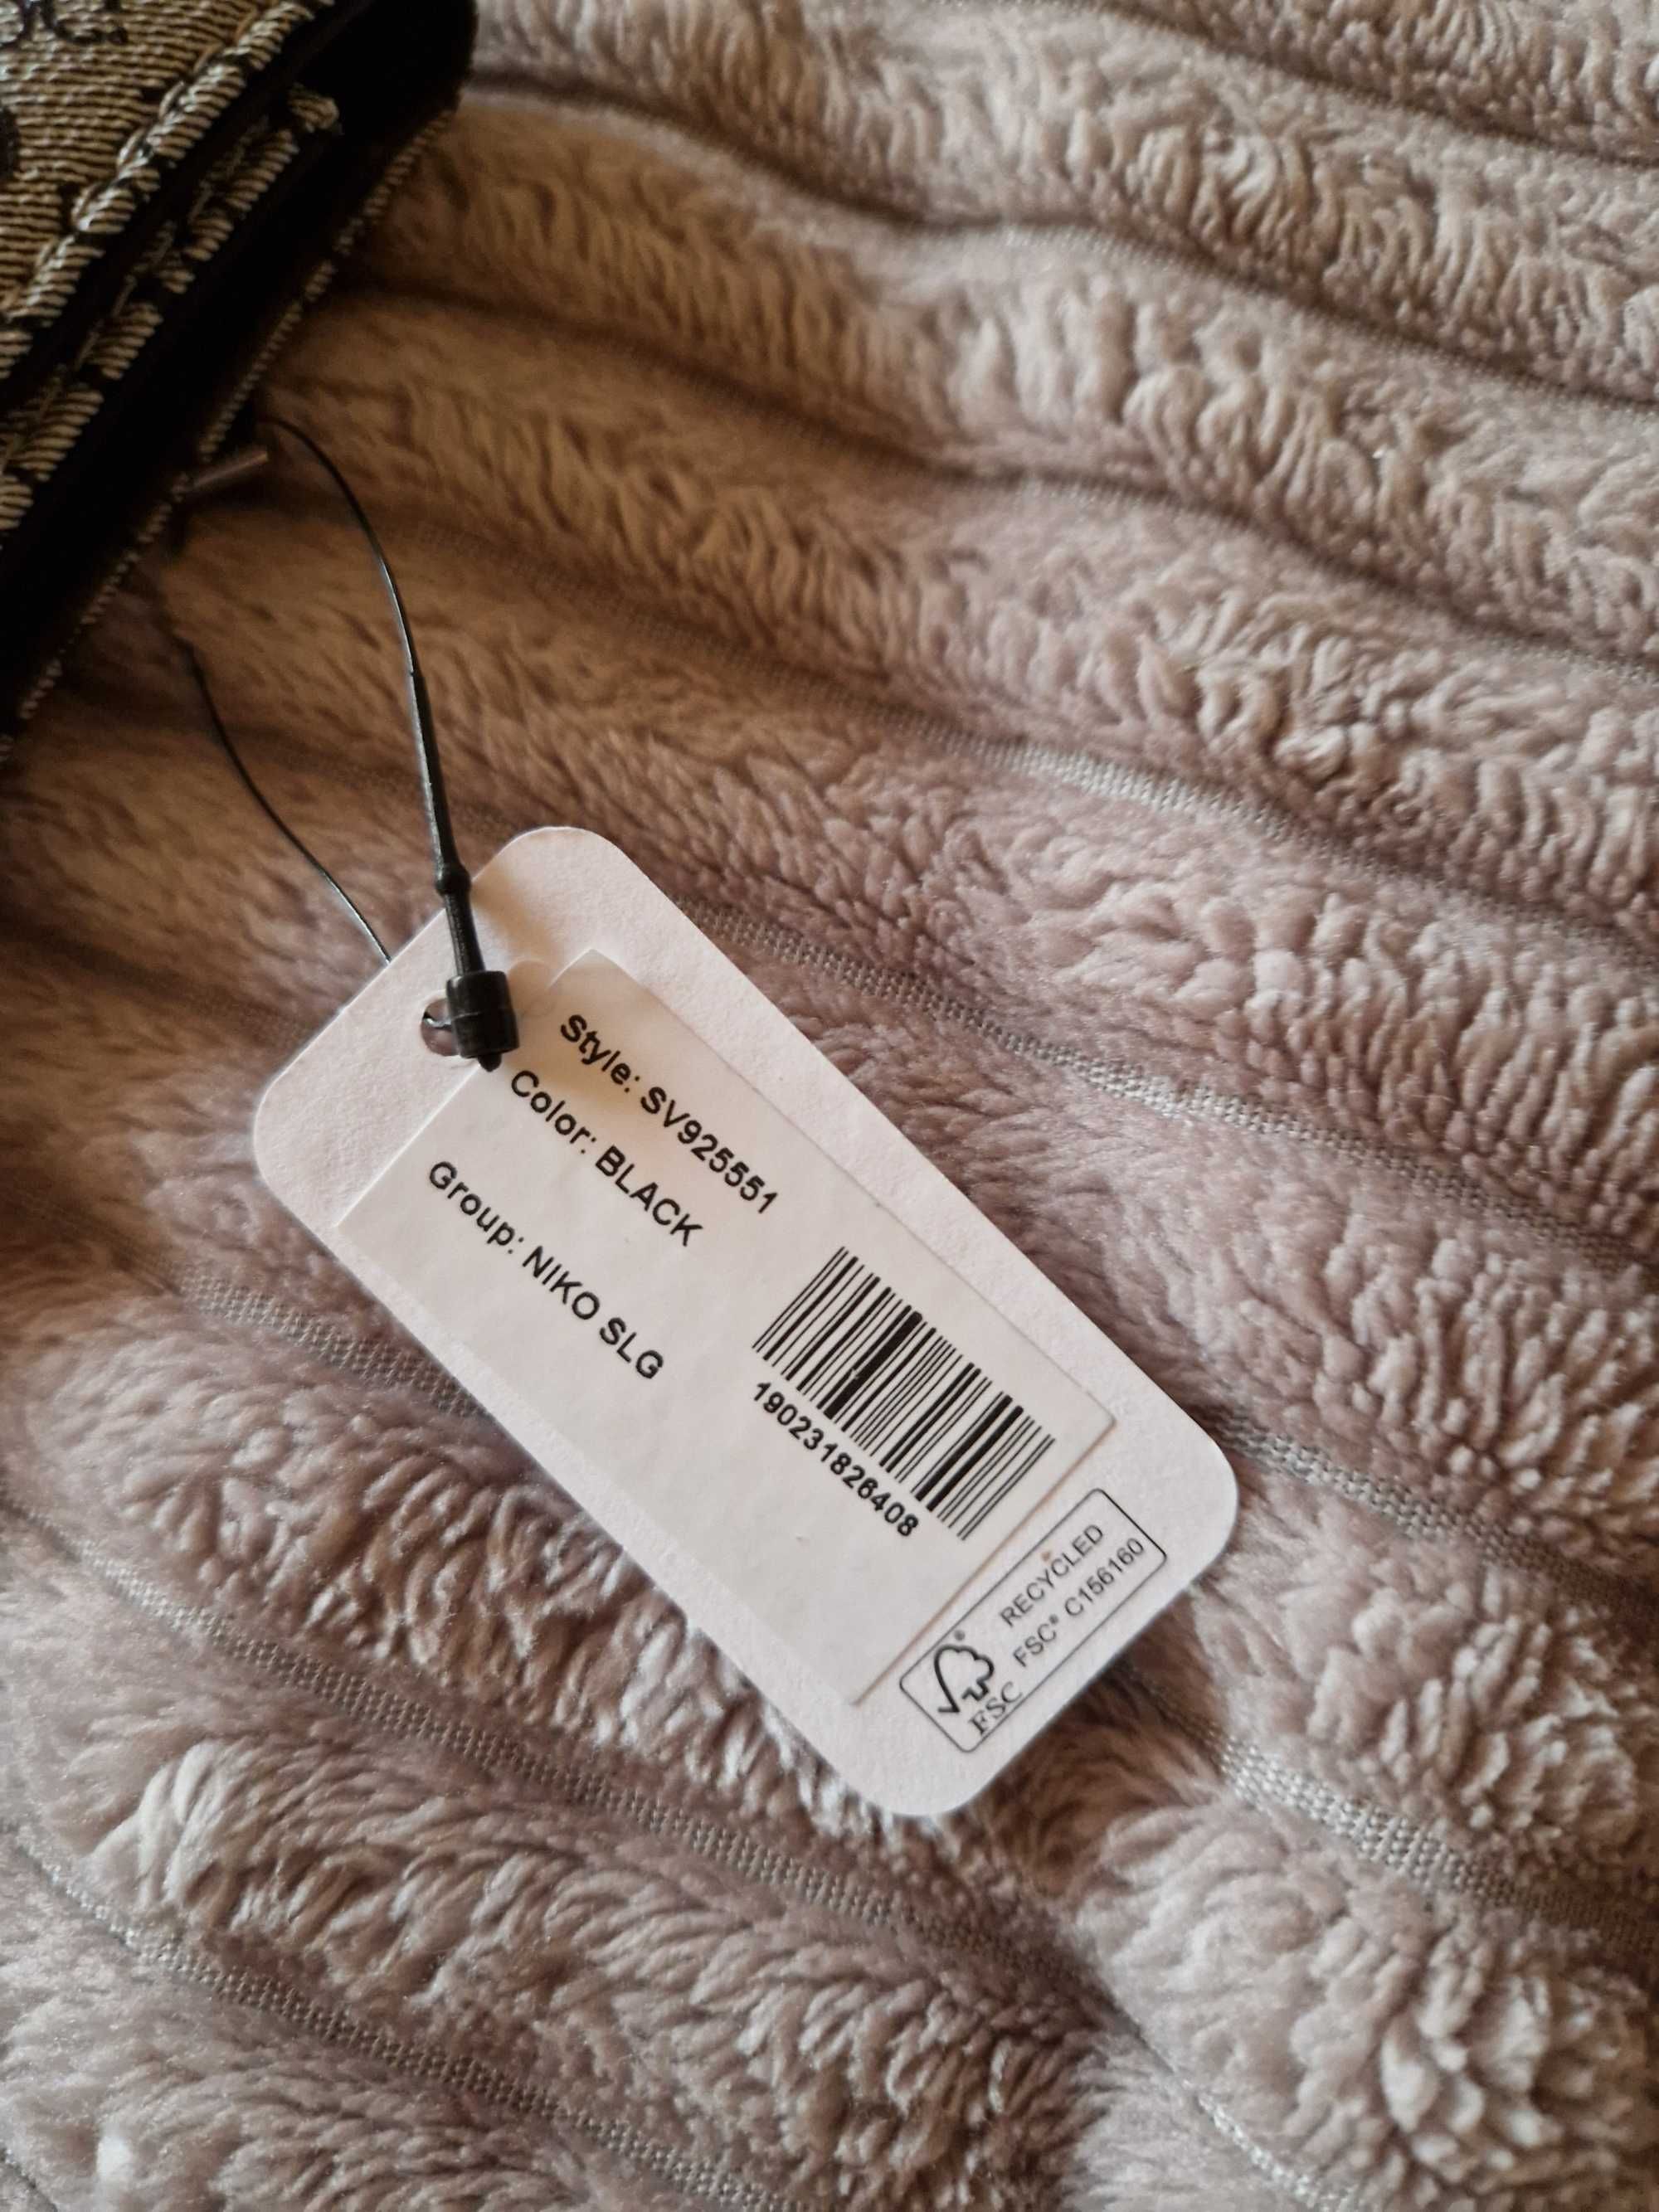 Style: SV925551
Color: BLACK
Group: NIKO SLG
190231826408
FSC
RECYCLED
FSC® C156160